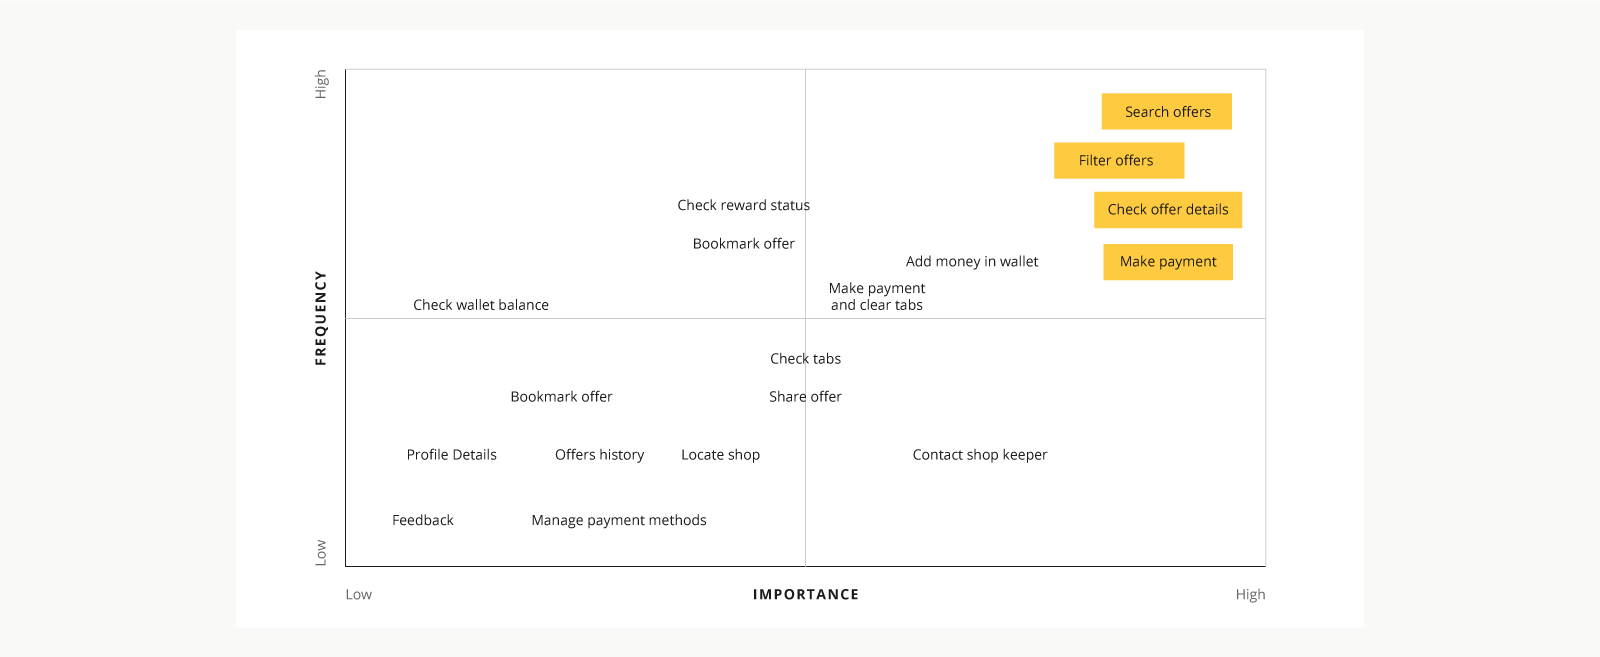 High
Search offers
Filter offers
Check reward status
Check offer details
Bookmark offer
Add money in wallet
Make payment
Make payment
and clear tabs
Check wallet balance
FREQUENCY
Check tabs
Bookmark offer
Share offer
Profile Details
Offers history
Locate shop
Contact shop keeper
Feedback
Manage payment methods
Low
Low
IMPORTANCE
High